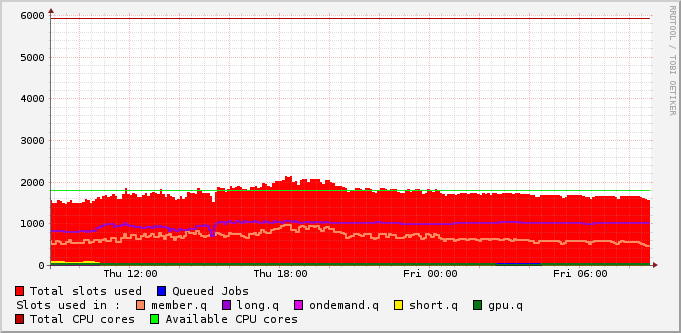 RRDTOOL / TOBI OETIKER
6000
5000
4000
3000
2000
1000
0
Thu 12:00 Thu 18:00 Fri 00:00 Fri 06:00
Total slots used Queued Jobs
Slots used in : member.q long.q ondemand.q short.q gpu.q
Total CPU cores Available CPU cores